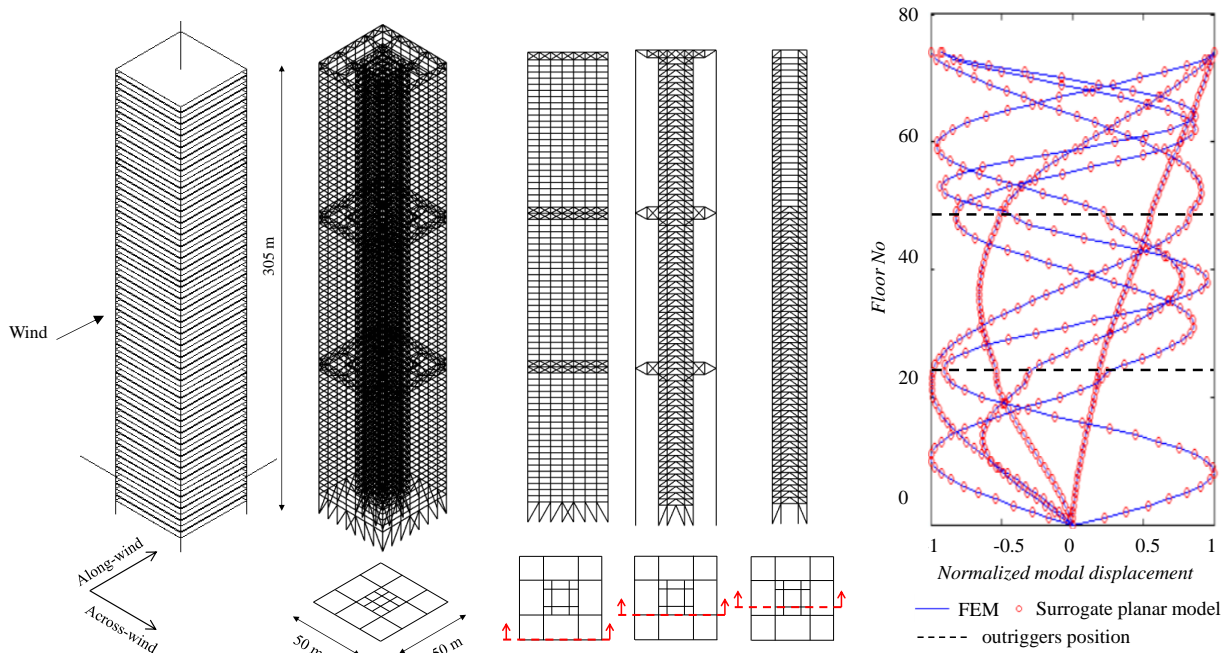 305 m
Wind
Along-wind
Across-wind
50 m
50 m
80
60
40
20
0
Floor No
1
-0.5
0
0.5
1
Normalized modal displacement
FEM
Surrogate planar model
outriggers position